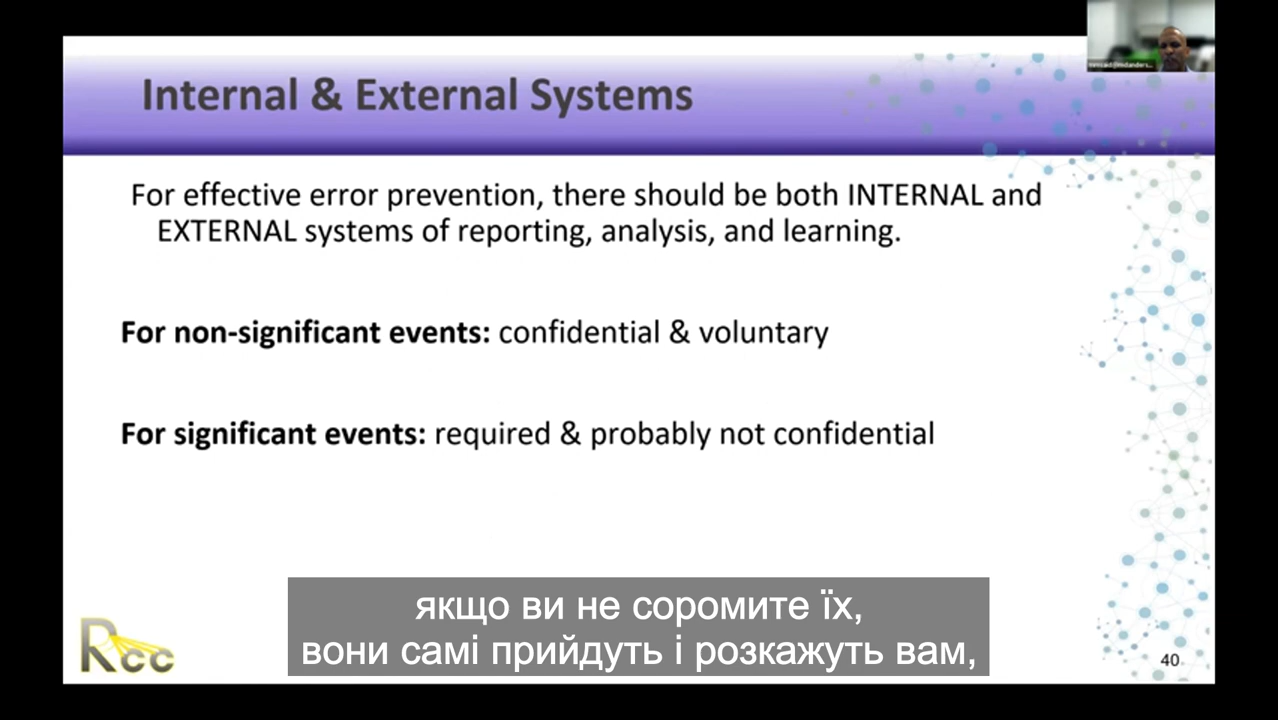 Internal & External Systems
For effective error prevention, there should be both INTERNAL and
EXTERNAL systems of reporting, analysis, and learning.
For non-significant events: confidential & voluntary
For significant events: required & probably not confidential
якщо ви не соромите їх,
вони самі прийдуть і розкажуть вам,
Rcc
40